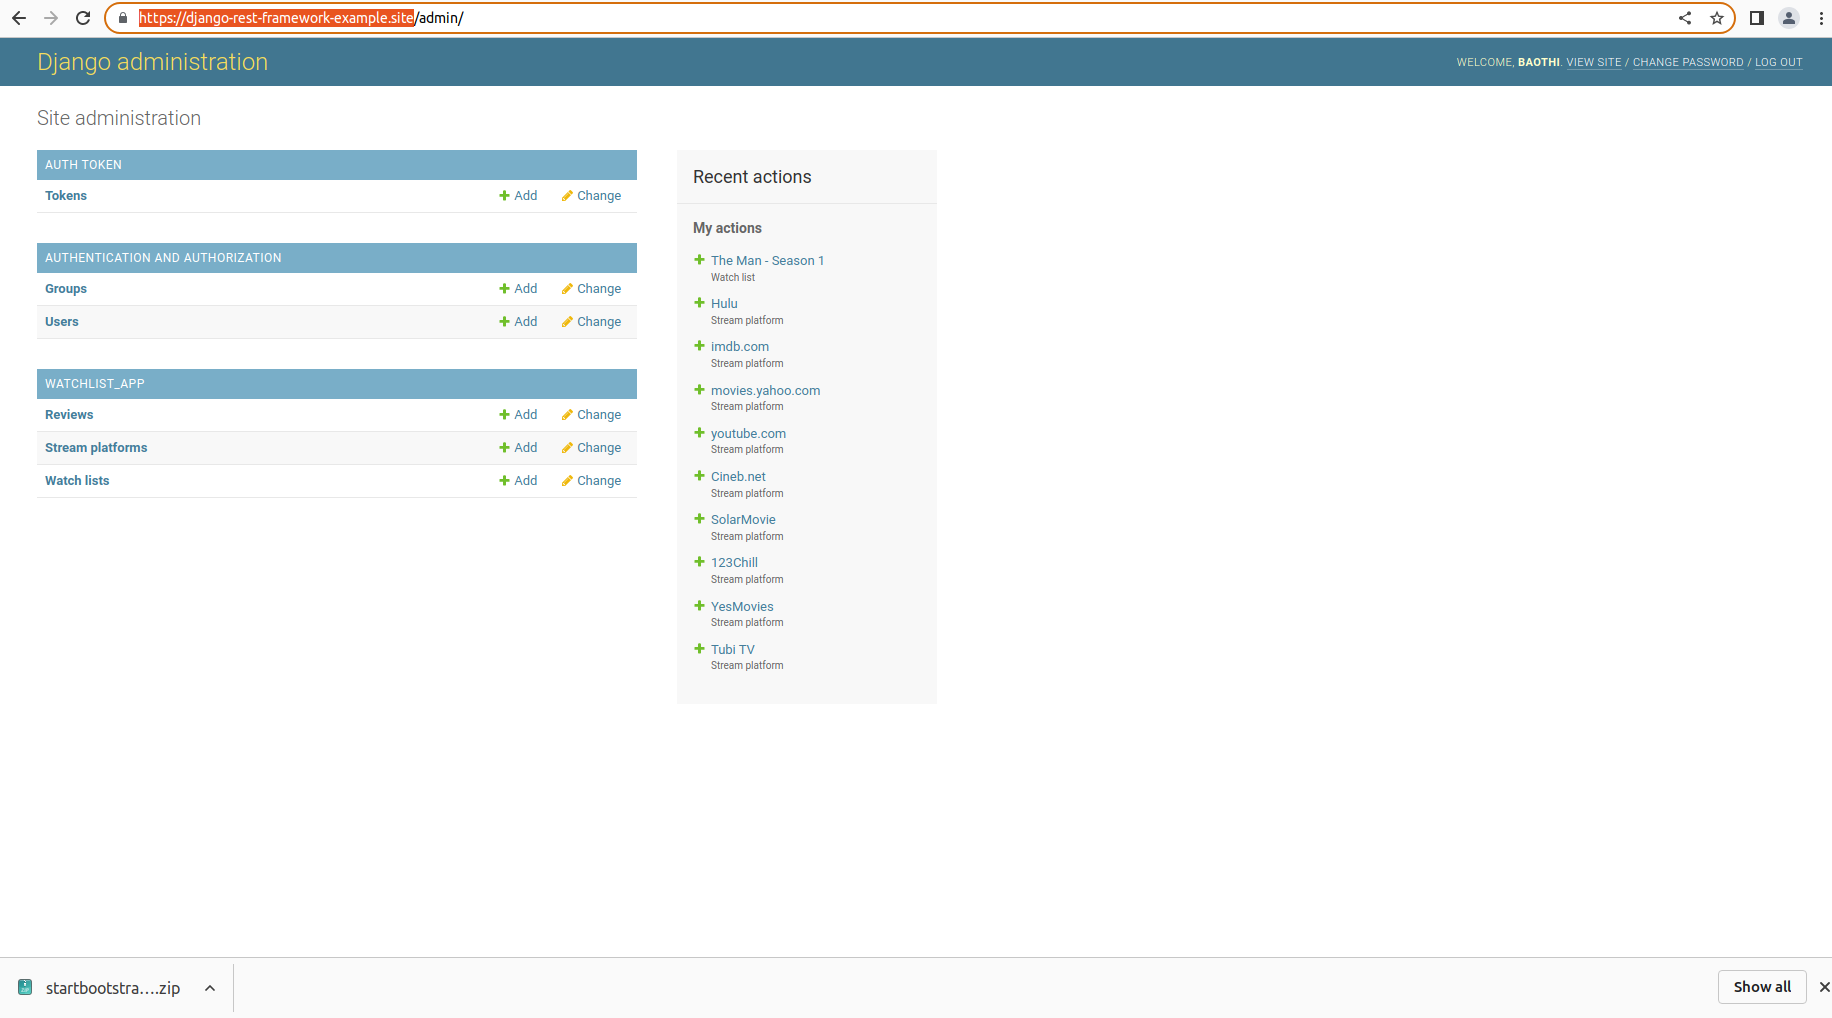 https://django-rest-framework-example.site/admin/
Django administration
WELCOME, BAOTHI. VIEW SITE / CHANGE PASSWORD / LOG OUT
Site administration
AUTH TOKEN
Tokens Add Change
AUTHENTICATION AND AUTHORIZATION
Groups Add Change
Users Add Change
WATCHLIST_APP
Reviews Add Change
Stream platforms Add Change
Watch lists Add Change
Recent actions
My actions
The Man - Season 1
Watch list
Hulu
Stream platform
imdb.com
Stream platform
movies.yahoo.com
Stream platform
youtube.com
Stream platform
Cineb.net
Stream platform
SolarMovie
Stream platform
123Chill
Stream platform
YesMovies
Stream platform
Tubi TV
Stream platform
startbootstra….zip
Show all